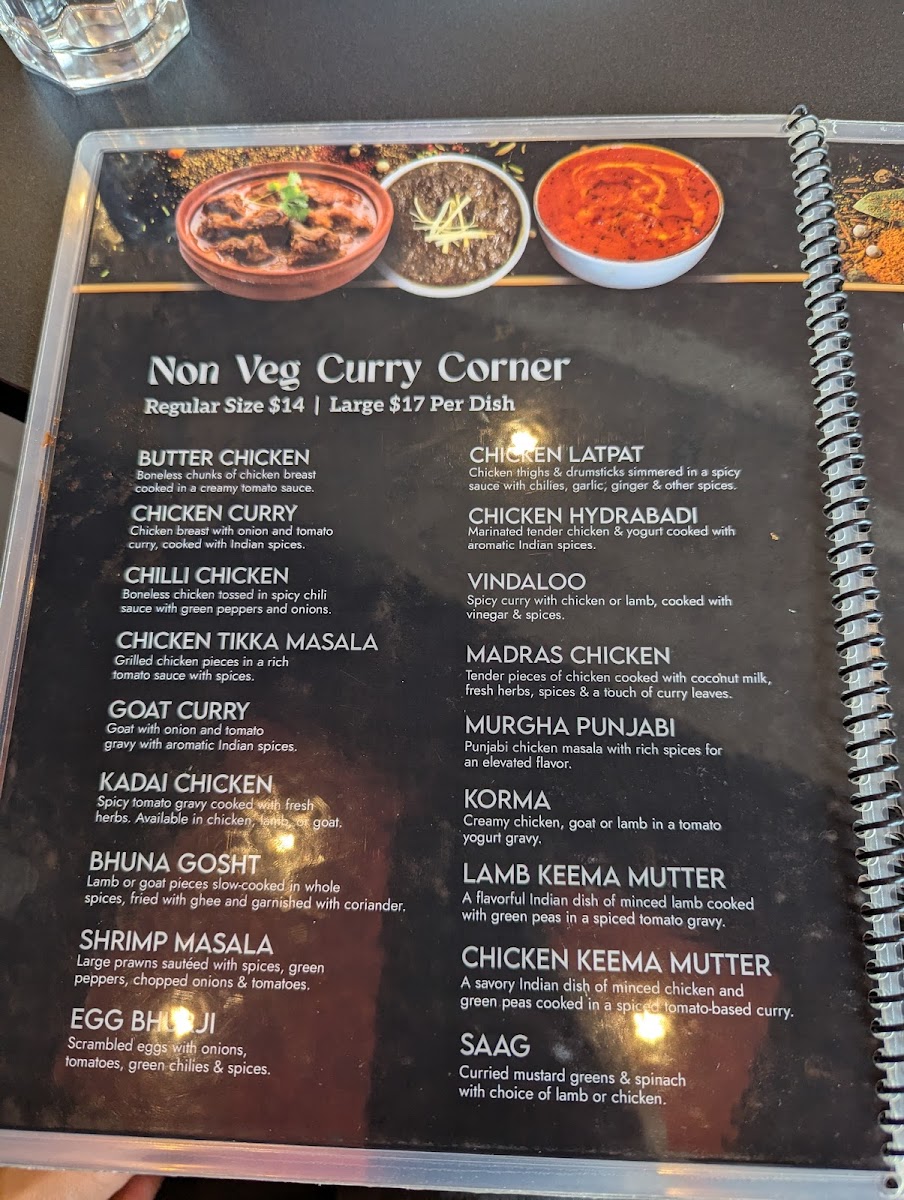 Non Veg Curry Corner
Regular Size $14 | Large $17 Per Dish
BUTTER CHICKEN
Boneless chunks of chicken breast
cooked in a creamy tomato sauce.
CHICKEN CURRY
Chicken breast with onion and tomato
curry, cooked with Indian spices.
CHILLI CHICKEN
Boneless chicken tossed in spicy chili
sauce with green peppers and onions.
CHICKEN TIKKA MASALA
Grilled chicken pieces in a rich
tomato sauce with spices.
GOAT CURRY
Goat with onion and tomato
gravy with aromatic Indian spices.
KADAI CHICKEN
Spicy tomato gravy cooked with fresh
herbs. Available in chicken, lamb, or goat.
BHUNA GOSHT
Lamb or goat pieces slow-cooked in whole
spices, fried with ghee and garnished with coriander.
SHRIMP MASALA
Large prawns sautéed with spices, green
peppers, chopped onions & tomatoes.
EGG BHURJI
Scrambled eggs with onions,
tomatoes, green chilies & spices.
CHICKEN LATPAT
Chicken thighs & drumsticks simmered in a spicy
sauce with chilies, garlic, ginger & other spices.
CHICKEN HYDRABADI
Marinated tender chicken & yogurt cooked with
aromatic Indian spices.
VINDALOO
Spicy curry with chicken or lamb, cooked with
vinegar & spices.
MADRAS CHICKEN
Tender pieces of chicken cooked with coconut milk,
fresh herbs, spices & a touch of curry leaves.
MURGHA PUNJABI
Punjabi chicken masala with rich spices for
an elevated flavor.
KORMA
Creamy chicken, goat or lamb in a tomato
yogurt gravy.
LAMB KEEMA MUTTER
A flavorful Indian dish of minced lamb cooked
with green peas in a spiced tomato gravy.
CHICKEN KEEMA MUTTER
A savory Indian dish of minced chicken and
green peas cooked in a spiced tomato-based curry.
SAAG
Curried mustard greens & spinach
with choice of lamb or chicken.